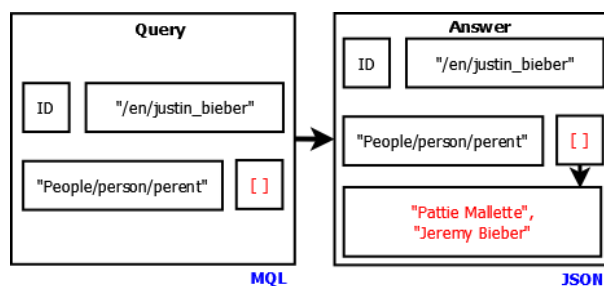 Query
ID
"/en/justin_bieber"
"People/person/perent"
[ ]
MQL
Answer
ID
"/en/justin_bieber"
"People/person/perent"
[ ]
"Pattie Mallette",
"Jeremy Bieber"
JSON